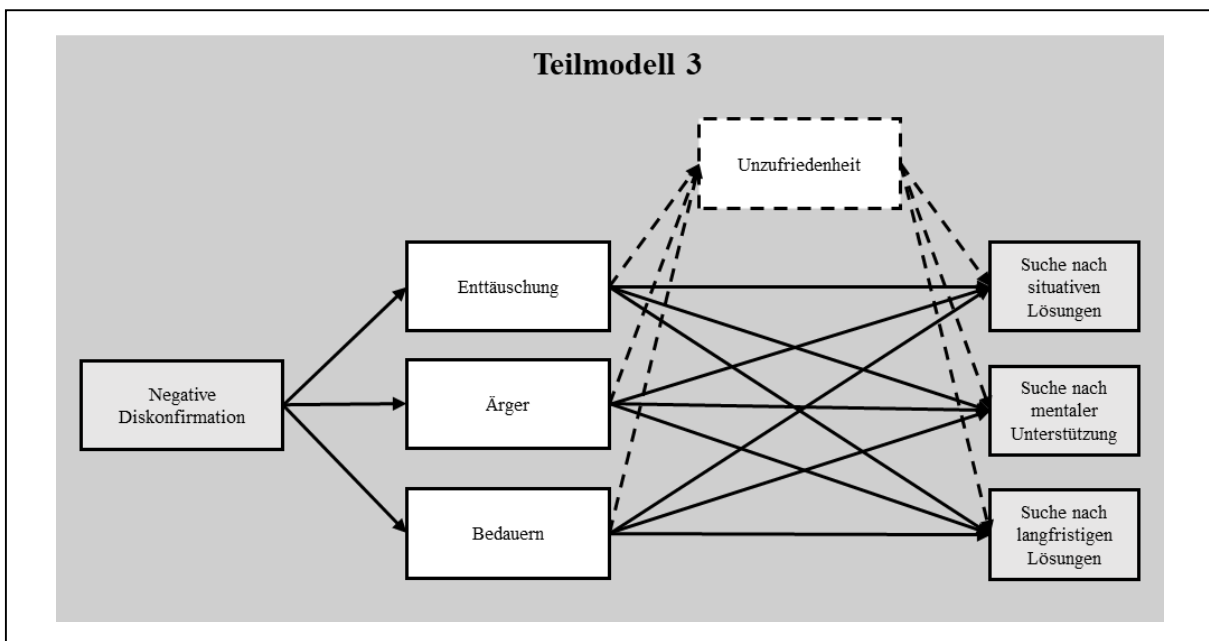 Teilmodell 3
Unzufriedenheit
Enttäuschung
Suche nach
situativen
Lösungen
Negative
Diskonfirmation
Ärger
Suche nach
mentaler
Unterstützung
Bedauern
Suche nach
langfristigen
Lösungen